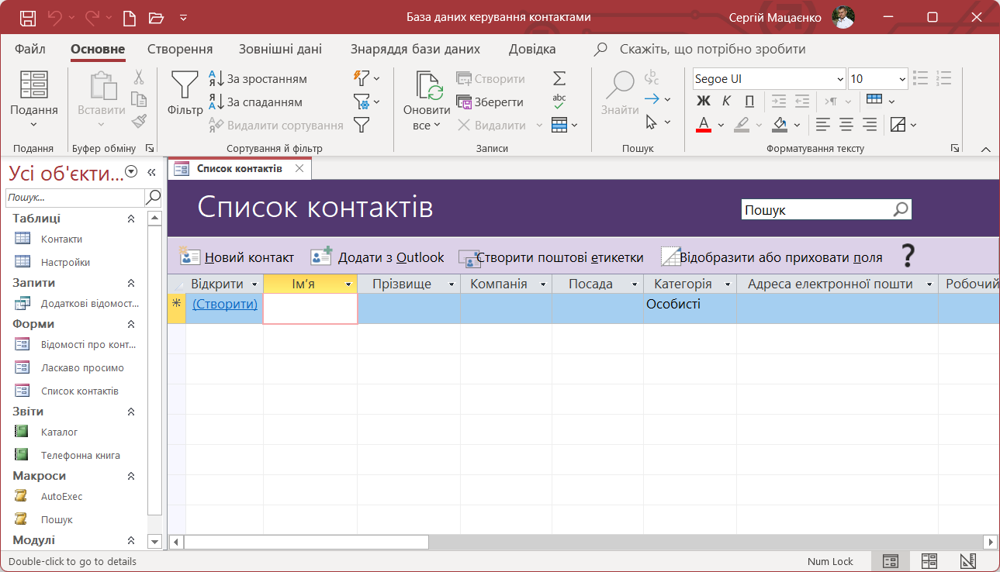 База даних керування контактами
Сергій Мацаєнко
Файл Основне Створення Зовнішні дані Знаряддя бази даних Довідка Скажіть, що потрібно зробити
Подання
Вставити
Фільтр
За зростанням
За спаданням
Видалити сортування
Оновити все
Створити
Зберегти
Видалити
Знайти
Segoe UI 10
Ж К П
Подання Буфер обміну Сортування й фільтр Записи Пошук Форматування тексту
Усі об'єкти...
Пошук...
Таблиці
Контакти
Настройки
Запити
Додаткові відомост...
Форми
Відомості про конт...
Ласкаво просимо
Список контактів
Звіти
Каталог
Телефонна книга
Макроси
AutoExec
Пошук
Модулі
Список контактів
Список контактів
Пошук
Новий контакт Додати з Outlook Створити поштові етикетки Відобразити або приховати поля ?
Відкрити Ім'я Прізвище Компанія Посада Категорія Адреса електронної пошти Робочий
* (Створити) Особисті
Double-click to go to details
Num Lock